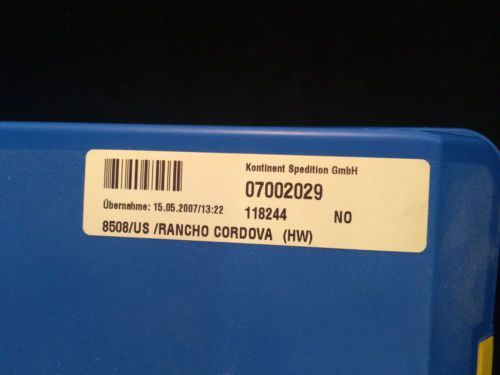 Kontinent Spedition GmbH
07002029
Übernahme: 15.05.2007/13:22 118244 NO
8508/US /RANCHO CORDOVA (HW)